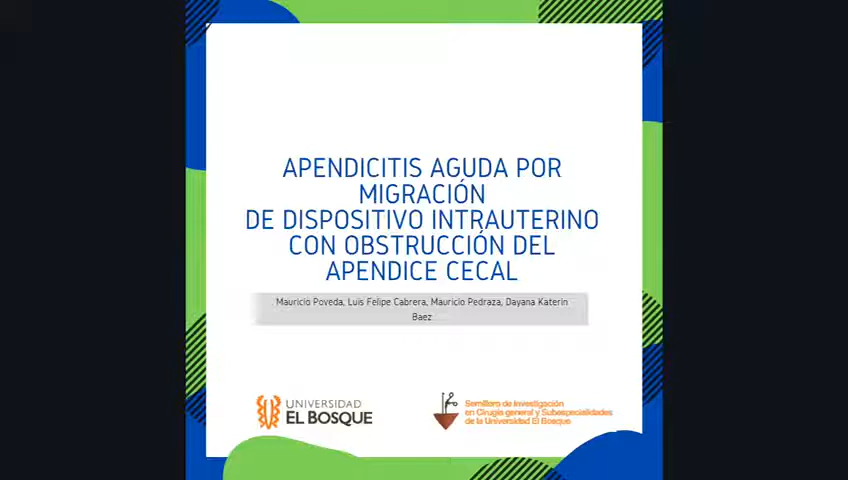 APENDICITIS AGUDA POR
MIGRACIÓN
DE DISPOSITIVO INTRAUTERINO
CON OBSTRUCCIÓN DEL
APENDICE CECAL
Mauricio Poveda, Luis Felipe Cabrera, Mauricio Pedraza, Dayana Katerin
Baez
UNIVERSIDAD
EL BOSQUE
Semillero de Investigación
en Cirugía general y Subespecialidades
de la Universidad El Bosque